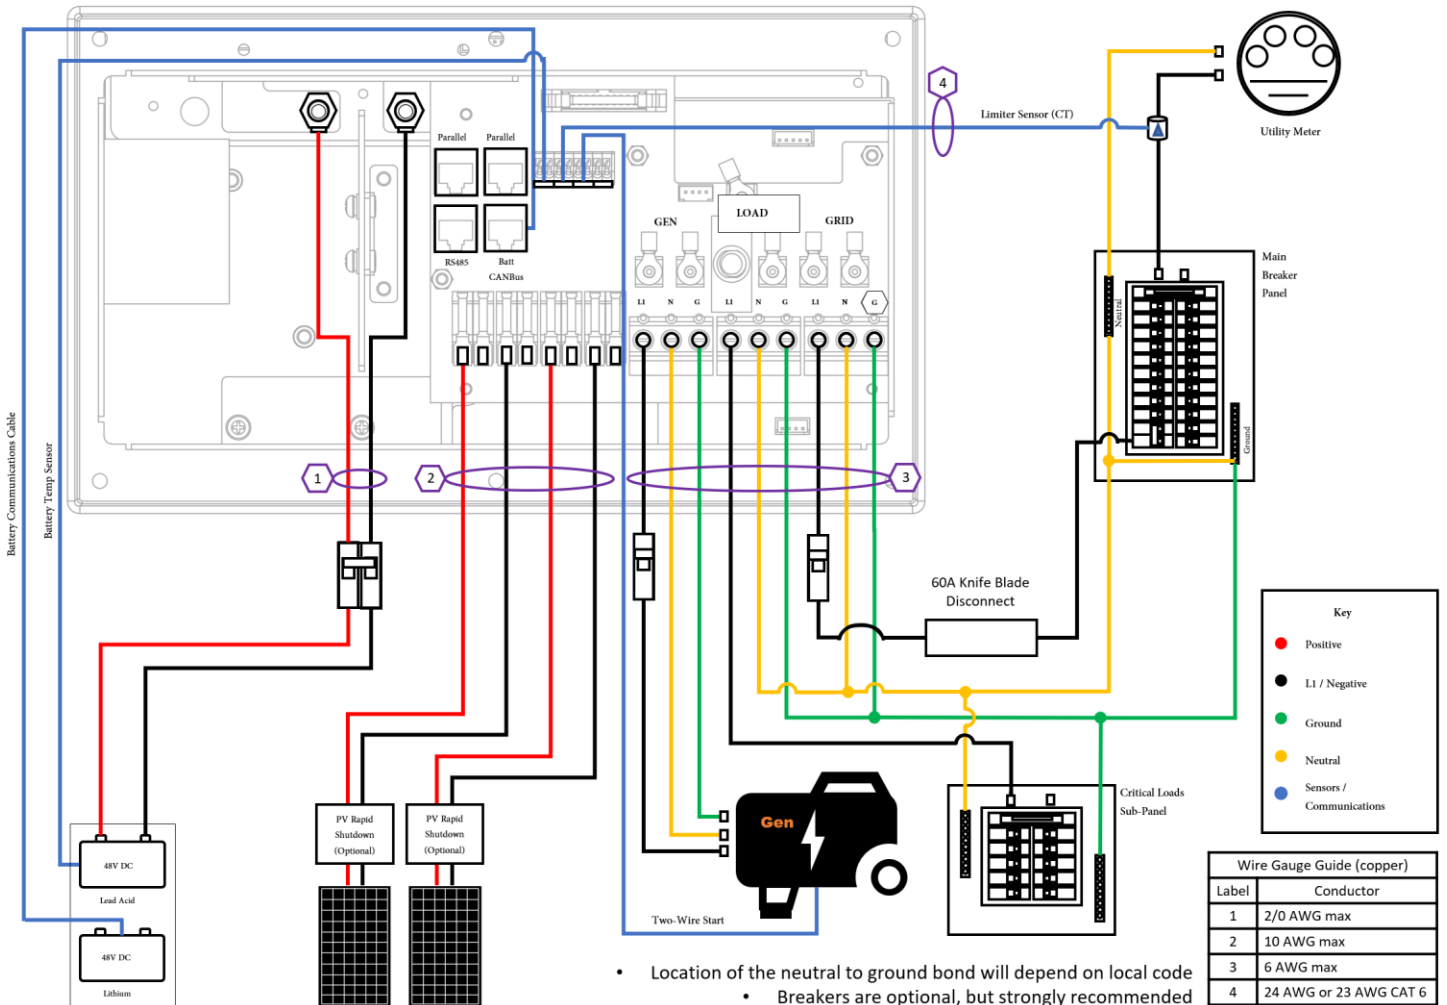 4
Limiter Sensor (CT)
Utility Meter
Parallel Parallel
LOAD
GEN
GRID
RS485
Batt
CANBus
L1 N G L1 N G L1 N G
Main
Breaker
Panel
Neutral
Ground
1
2
3
Battery Communications Cable
Battery Temp Sensor
60A Knife Blade
Disconnect
Key
Positive
L1 / Negative
Ground
Neutral
Sensors /
Communications
PV Rapid
Shutdown
(Optional)
PV Rapid
Shutdown
(Optional)
Gen
Critical Loads
Sub-Panel
48V DC
Lead Acid
48V DC
Lithium
Two-Wire Start
Wire Gauge Guide (copper)
Label Conductor
1 2/0 AWG max
2 10 AWG max
3 6 AWG max
4 24 AWG or 23 AWG CAT 6
• Location of the neutral to ground bond will depend on local code
• Breakers are optional, but strongly recommended